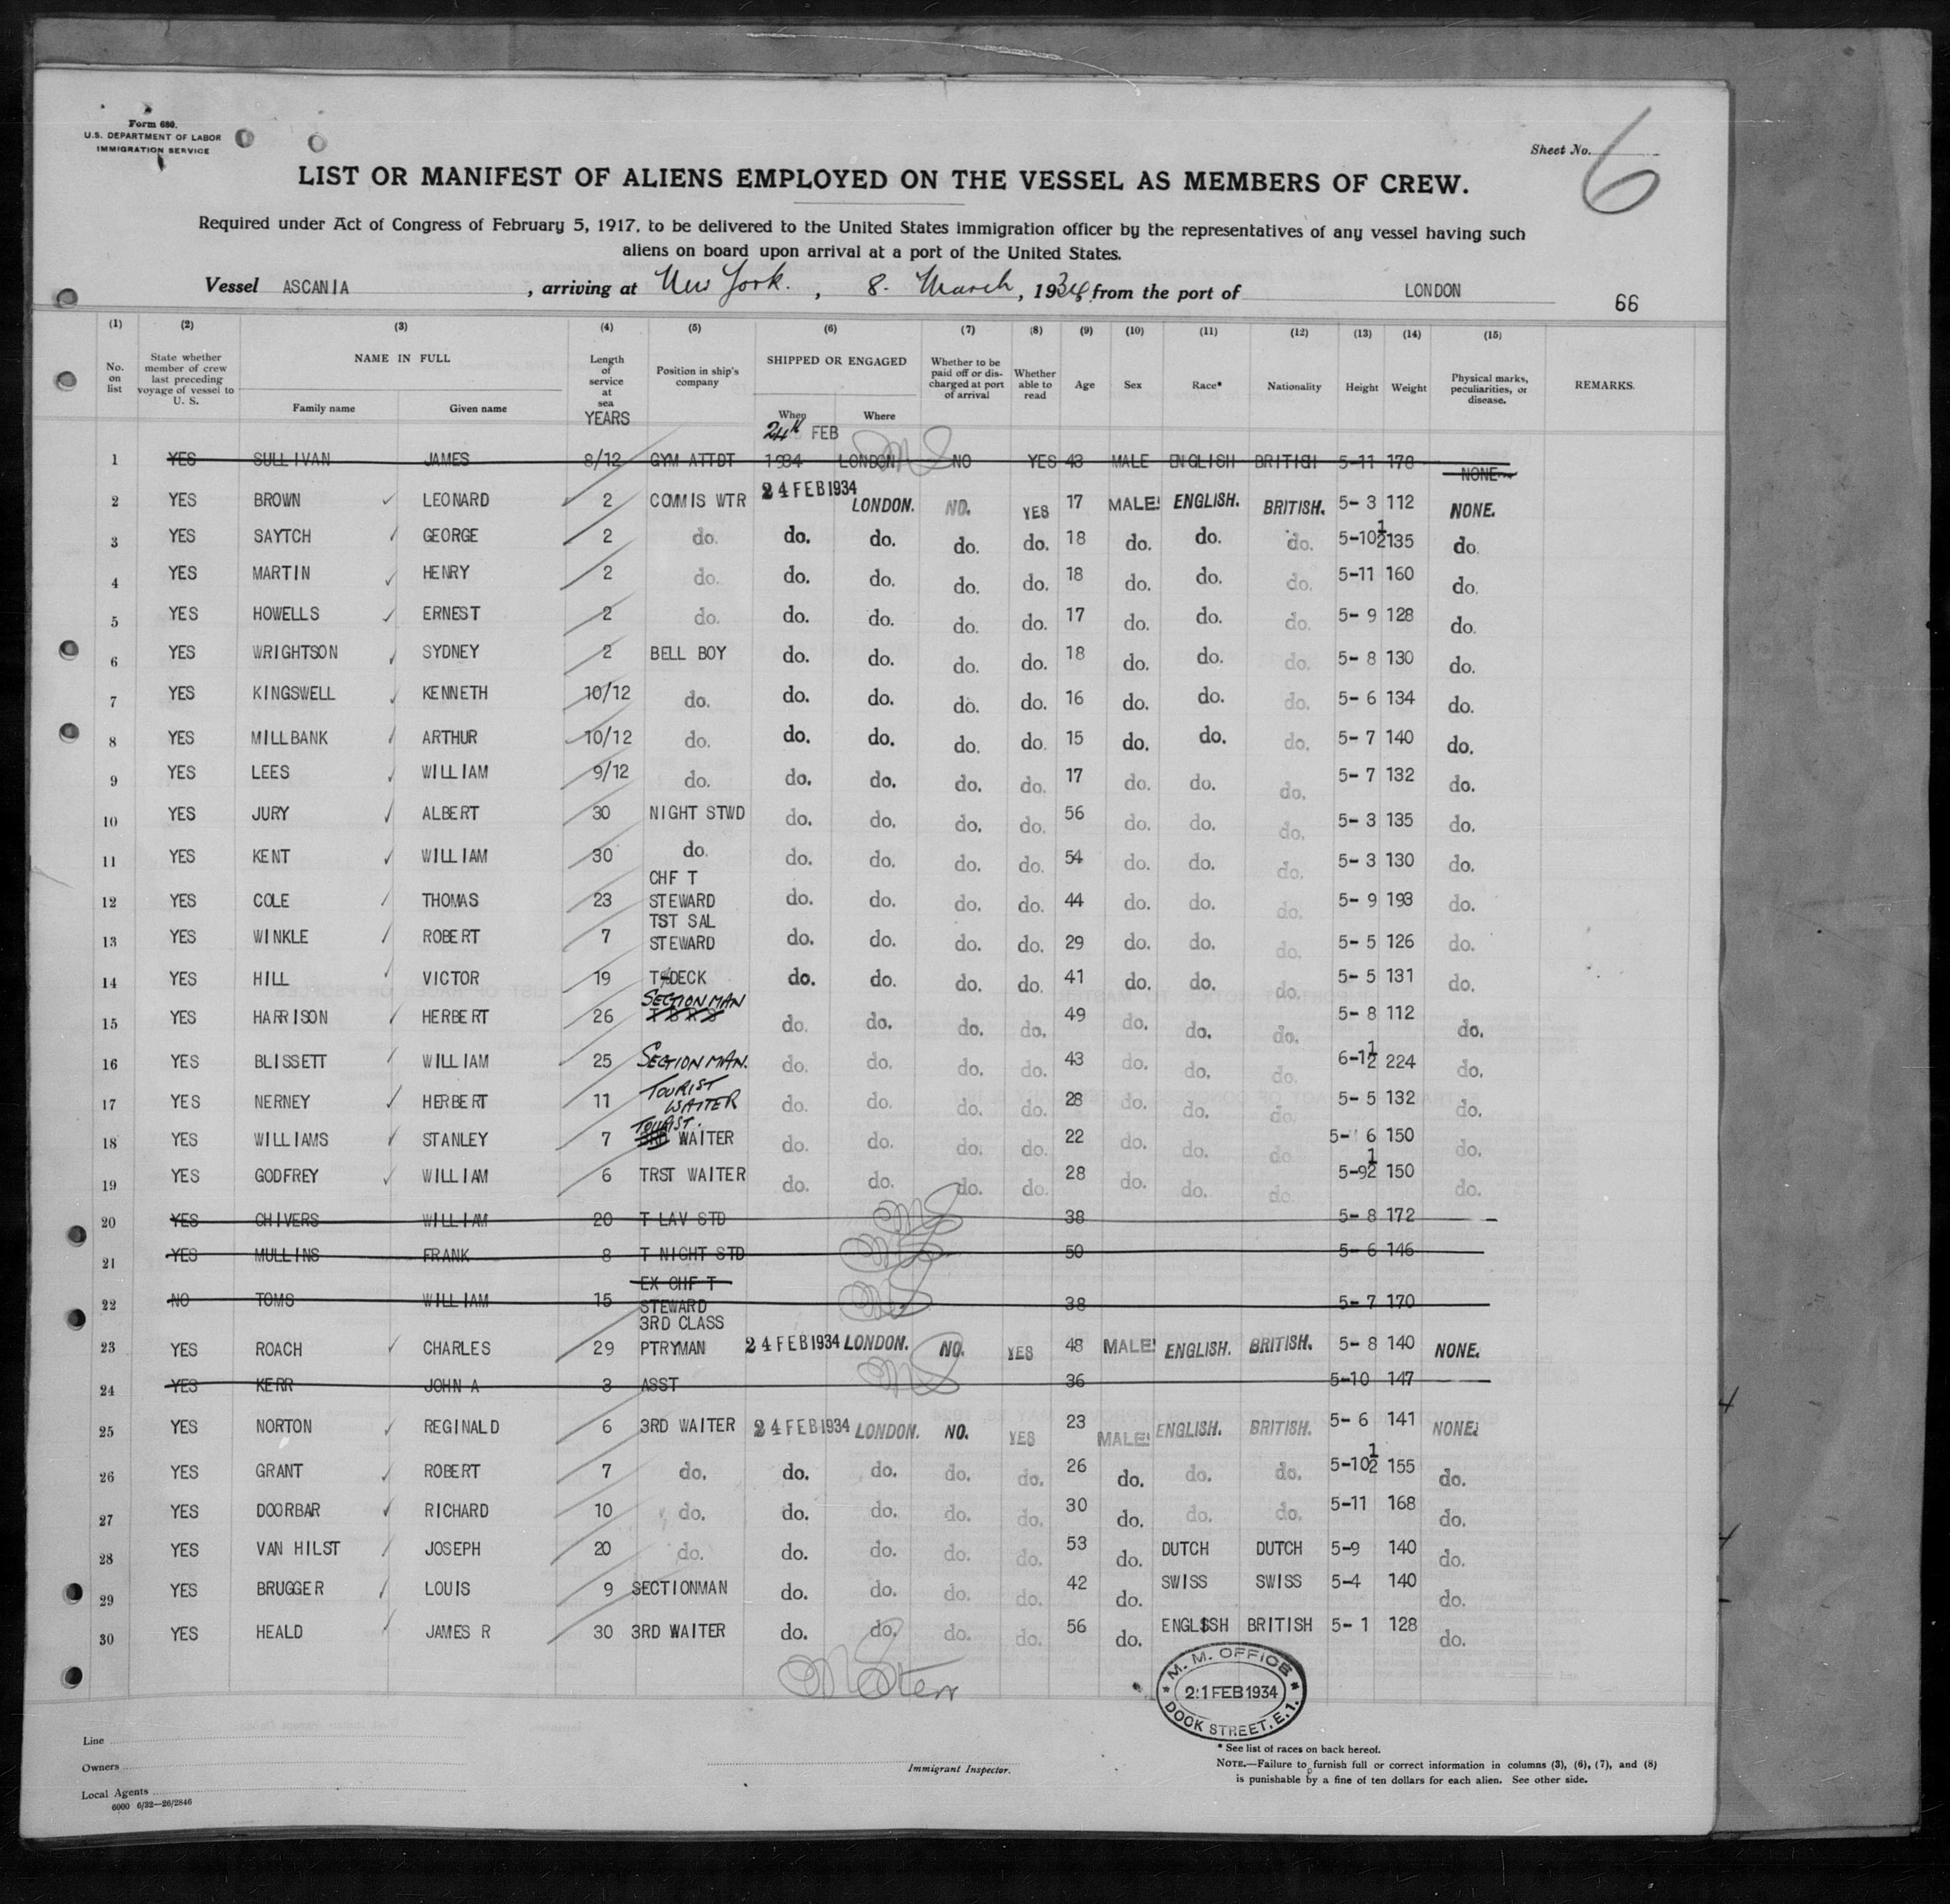 Form 680.
U.S. DEPARTMENT OF LABOR
IMMIGRATION SERVICE
Sheet No. 6
LIST OR MANIFEST OF ALIENS EMPLOYED ON THE VESSEL AS MEMBERS OF CREW.
Required under Act of Congress of February 5, 1917, to be delivered to the United States immigration officer by the representatives of any vessel having such
aliens on board upon arrival at a port of the United States.
Vessel ASCANIA, arriving at New York., 8. March, 1934, from the port of LONDON
66
(1) (2) (3) (4) (5) (6) (7) (8) (9) (10) (11) (12) (13) (14) (15)
No. on list State whether member of crew last preceding voyage of vessel to U. S. NAME IN FULL Family name Given name Length of service at sea YEARS Position in ship's company SHIPPED OR ENGAGED When Where Whether to be paid off or discharged at port of arrival Whether able to read Age Sex Race* Nationality Height Weight Physical marks, peculiarities, or disease. REMARKS.
24th FEB
1 YES SULLIVAN JAMES 8/12 GYM ATTDT 1934 LONDON NO YES 43 MALE ENGLISH BRITISH 5-11 170 NONE
2 YES BROWN LEONARD 2 COMMIS WTR 24 FEB 1934 LONDON. NO. YES 17 MALE ENGLISH. BRITISH. 5- 3 112 NONE.
3 YES SAYTCH GEORGE 2 do. do. do. do. do. 18 do. do. do. 5-10½ 135 do.
4 YES MARTIN HENRY 2 do. do. do. do. do. 18 do. do. do. 5-11 160 do.
5 YES HOWELLS ERNEST 2 do. do. do. do. do. 17 do. do. do. 5- 9 128 do.
6 YES WRIGHTSON SYDNEY 2 BELL BOY do. do. do. do. 18 do. do. do. 5- 8 130 do.
7 YES KINGSWELL KENNETH 10/12 do. do. do. do. do. 16 do. do. do. 5- 6 134 do.
8 YES MILLBANK ARTHUR 10/12 do. do. do. do. do. 15 do. do. do. 5- 7 140 do.
9 YES LEES WILLIAM 9/12 do. do. do. do. do. 17 do. do. do. 5- 7 132 do.
10 YES JURY ALBERT 30 NIGHT STWD do. do. do. do. 56 do. do. do. 5- 3 135 do.
11 YES KENT WILLIAM 30 do. do. do. do. do. 54 do. do. do. 5- 3 130 do.
12 YES COLE THOMAS 23 CHF T STEWARD do. do. do. do. 44 do. do. do. 5- 9 193 do.
13 YES WINKLE ROBERT 7 TST SAL STEWARD do. do. do. do. 29 do. do. do. 5- 5 126 do.
14 YES HILL VICTOR 19 T DECK do. do. do. do. 41 do. do. do. 5- 5 131 do.
15 YES HARRISON HERBERT 26 SECTION MAN do. do. do. do. 49 do. do. do. 5- 8 112 do.
16 YES BLISSETT WILLIAM 25 SECTION MAN. do. do. do. do. 43 do. do. do. 6-1½ 224 do.
17 YES NERNEY HERBERT 11 TOURIST WAITER do. do. do. do. 28 do. do. do. 5- 5 132 do.
18 YES WILLIAMS STANLEY 7 TOURIST. 3RD WAITER do. do. do. do. 22 do. do. do. 5- 6 150 do.
19 YES GODFREY WILLIAM 6 TRST WAITER do. do. do. do. 28 do. do. do. 5-9½ 150 do.
20 YES CHIVERS WILLIAM 20 T LAV STD 38 5- 8 172
21 YES MULLINS FRANK 8 T NIGHT STD 50 5- 6 146
22 NO TOMS WILLIAM 15 EX CHF T STEWARD 38 5- 7 170
23 YES ROACH CHARLES 29 3RD CLASS PTRYMAN 24 FEB 1934 LONDON. NO. YES 48 MALE ENGLISH. BRITISH. 5- 8 140 NONE.
24 YES KERR JOHN A 3 ASST 36 5-10 147
25 YES NORTON REGINALD 6 3RD WAITER 24 FEB 1934 LONDON. NO. YES 23 MALE ENGLISH. BRITISH. 5- 6 141 NONE.
26 YES GRANT ROBERT 7 do. do. do. do. do. 26 do. do. do. 5-10½ 155 do.
27 YES DOORBAR RICHARD 10 do. do. do. do. do. 30 do. do. do. 5-11 168 do.
28 YES VAN HILST JOSEPH 20 do. do. do. do. do. 53 do. DUTCH DUTCH 5-9 140 do.
29 YES BRUGGER LOUIS 9 SECTIONMAN do. do. do. do. 42 do. SWISS SWISS 5-4 140 do.
30 YES HEALD JAMES R 30 3RD WAITER do. do. do. do. 56 do. ENGLISH BRITISH 5- 1 128 do.
M. M. OFFICE
21 FEB 1934
DOCK STREET, E.1.
Line
Owners
Local Agents
6000 6/32—26/2846
Immigrant Inspector.
* See list of races on back hereof.
NOTE.—Failure to furnish full or correct information in columns (3), (6), (7), and (8)
is punishable by a fine of ten dollars for each alien. See other side.